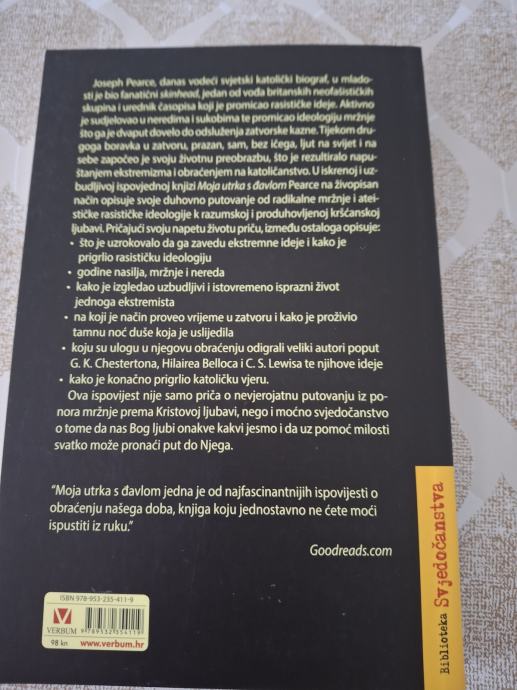 Joseph Pearce, danas vodeći svjetski katolički biograf, u mlado-
sti je bio fanatični skinhead, jedan od vođa britanskih neofašističkih
skupina i urednik časopisa koji je promicao rasističke ideje. Aktivno
je sudjelovao u neredima i sukobima te promicao ideologiju mržnje
što ga je dvaput dovelo do odsluženja zatvorske kazne. Tijekom dru-
goga boravka u zatvoru, prazan, sam, bez ičega, ljut na svijet i na
sebe započeo je svoju životnu preobrazbu, što je rezultiralo napu-
štanjem ekstremizma i obraćenjem na katoličanstvo. U iskrenoj i uz-
budljivoj ispovjednoj knjizi Moja utrka s đavlom Pearce na živopisan
način opisuje svoje duhovno putovanje od radikalne mržnje i atei-
stičke rasističke ideologije k razumskoj i produhovljenoj kršćanskoj
ljubavi. Pričajući svoju napetu životnu priču, između ostaloga opisuje:
• što je uzrokovalo da ga zavedu ekstremne ideje i kako je
prigrlio rasističku ideologiju
• godine nasilja, mržnje i nereda
• kako je izgledao uzbudljivi i istovremeno isprazni život
jednoga ekstremista
• na koji je način proveo vrijeme u zatvoru i kako je proživio
tamnu noć duše koja je uslijedila
• koju su ulogu u njegovu obraćenju odigrali veliki autori poput
G. K. Chestertona, Hilairea Belloca i C. S. Lewisa te njihove ideje
• kako je konačno prigrlio katoličku vjeru.
Ova ispovijest nije samo priča o nevjerojatnu putovanju iz po-
nora mržnje prema Kristovoj ljubavi, nego i moćno svjedočanstvo
o tome da nas Bog ljubi onakve kakvi jesmo i da uz pomoć milosti
svatko može pronaći put do Njega.
“Moja utrka s đavlom jedna je od najfascinantnijih ispovijesti o
obraćenju našega doba, knjiga koju jednostavno ne ćete moći
ispustiti iz ruku.”
Goodreads.com
ISBN 978-953-235-411-9
VERBUM
9 789532 354119
98 kn
www.verbum.hr
Biblioteka Svjedočanstva